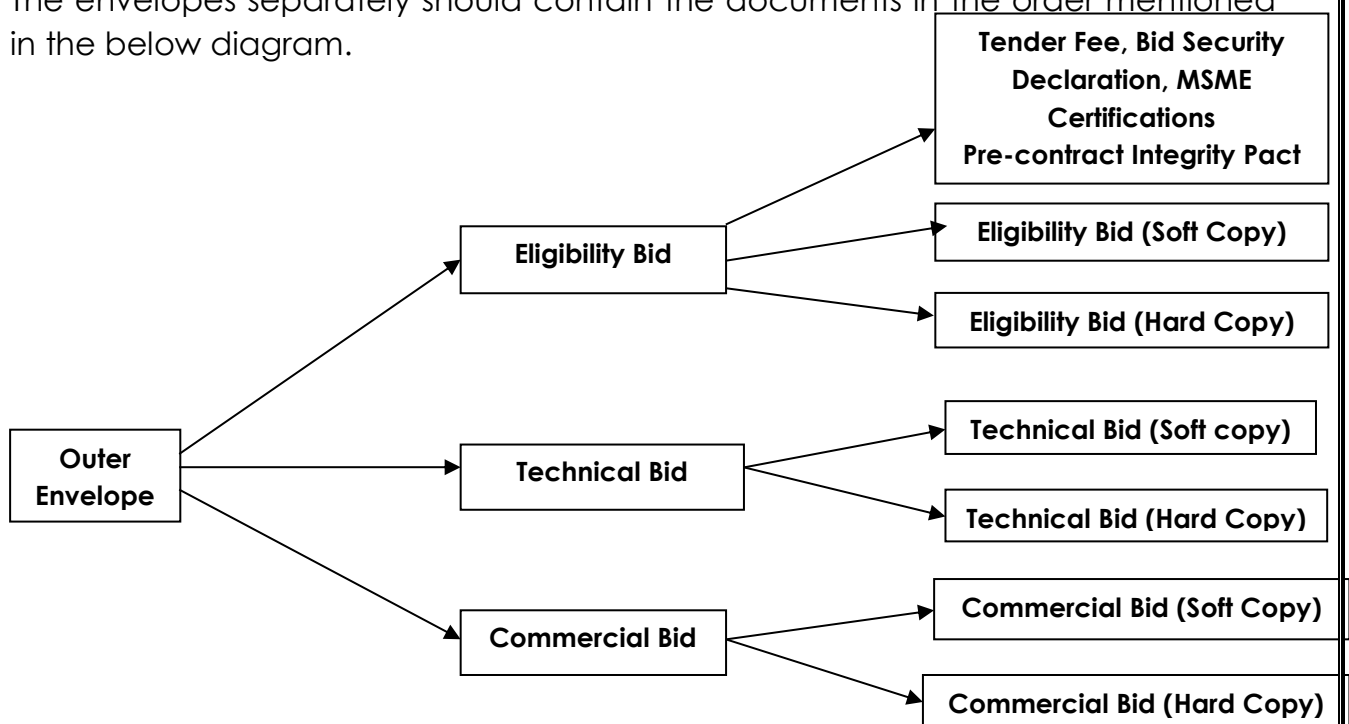 The envelopes separately should contain the documents in the order mentioned
in the below diagram.
Tender Fee, Bid Security
Declaration, MSME
Certifications
Pre-contract Integrity Pact
Eligibility Bid
Eligibility Bid (Soft Copy)
Eligibility Bid (Hard Copy)
Outer
Envelope
Technical Bid
Technical Bid (Soft copy)
Technical Bid (Hard Copy)
Commercial Bid
Commercial Bid (Soft Copy)
Commercial Bid (Hard Copy)